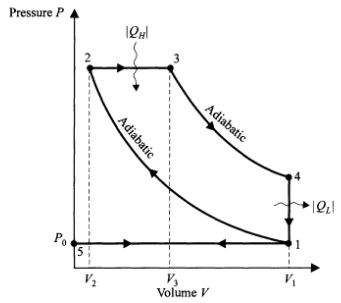 Pressure P
|Q_H|
2
3
Adiabatic
Adiabatic
4
|Q_L|
P_0
5
1
V_2
V_3
V_1
Volume V